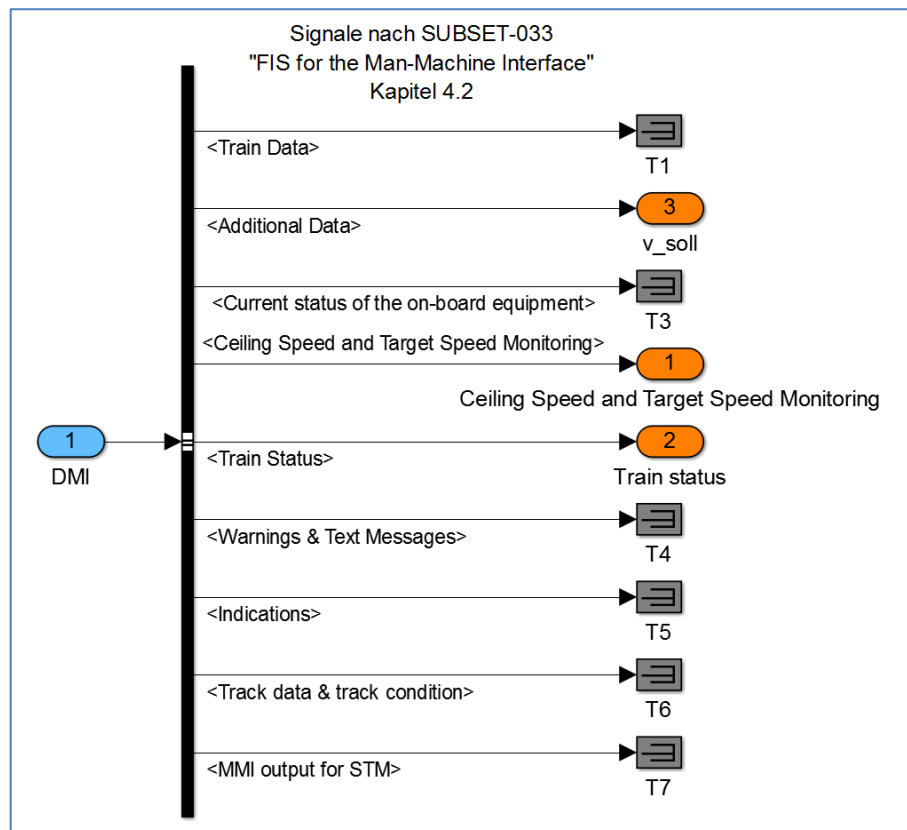 Signale nach SUBSET-033
"FIS for the Man-Machine Interface"
Kapitel 4.2
<Train Data>
T1
<Additional Data>
3
v_soll
<Current status of the on-board equipment>
T3
<Ceiling Speed and Target Speed Monitoring>
1
Ceiling Speed and Target Speed Monitoring
1
DMI
<Train Status>
2
Train status
<Warnings & Text Messages>
T4
<Indications>
T5
<Track data & track condition>
T6
<MMI output for STM>
T7